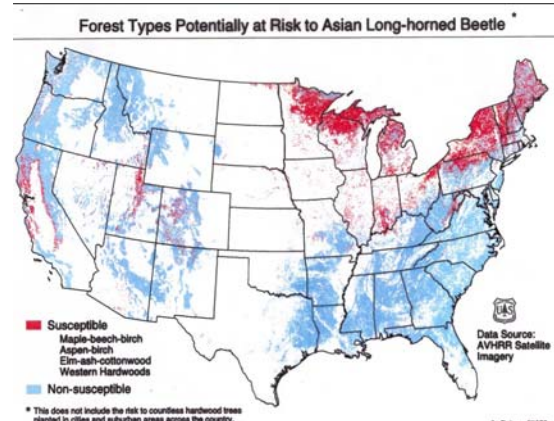 Forest Types Potentially at Risk to Asian Long-horned Beetle *
Susceptible
Maple-beech-birch
Aspen-birch
Elm-ash-cottonwood
Western Hardwoods
Non-susceptible
UAS
Data Source:
AVHRR Satellite
Imagery
* This does not include the risk to countless hardwood trees
planted in cities and suburban areas across the country.